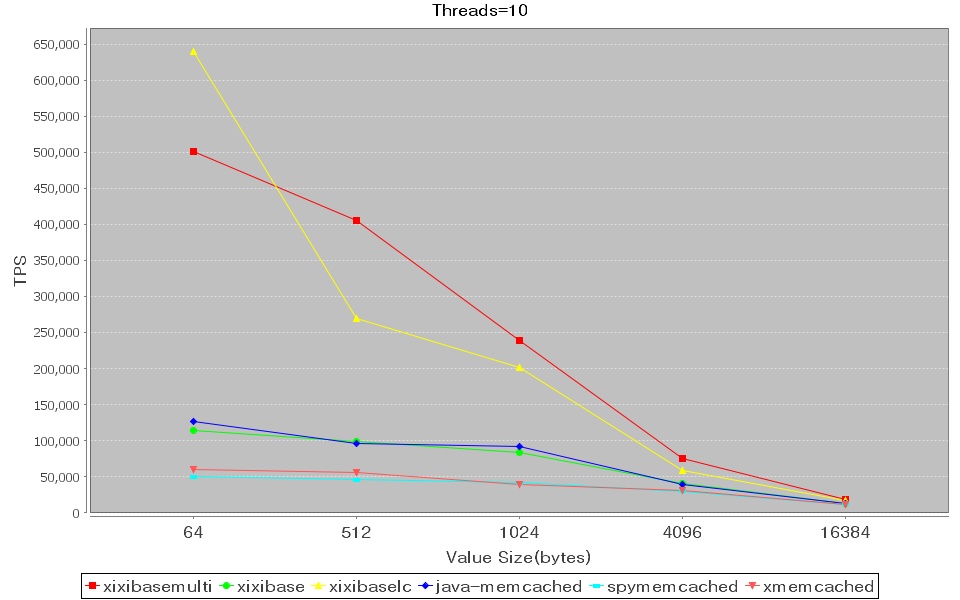 Threads=10
650,000
600,000
550,000
500,000
450,000
400,000
350,000
300,000
250,000
200,000
150,000
100,000
50,000
0
TPS
64 512 1024 4096 16384
Value Size(bytes)
xixibasemulti xixibase xixibaselc java-memcached spymemcached xmemcached